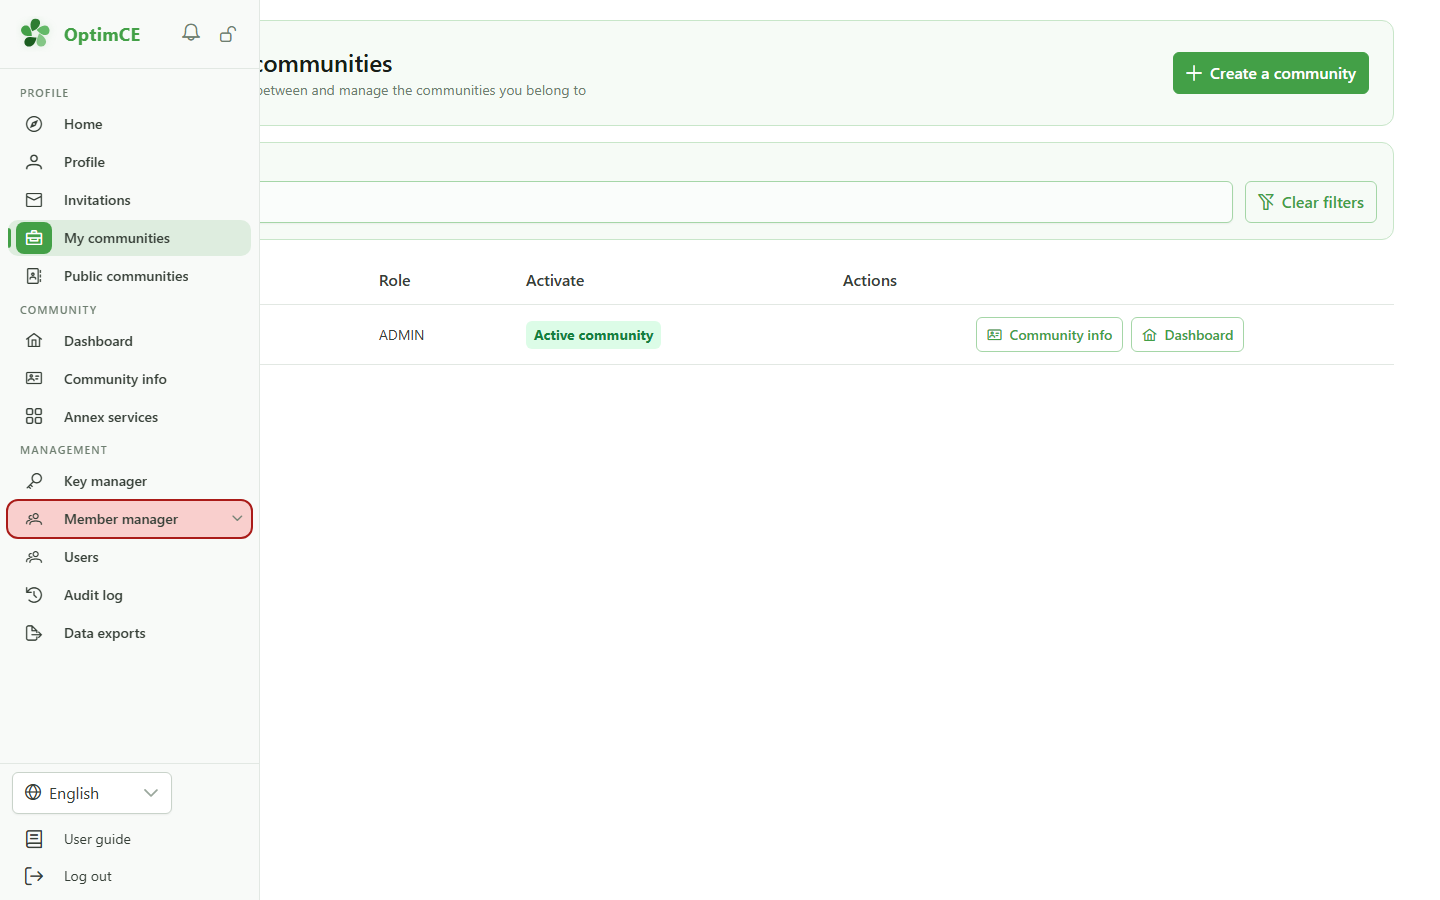 OptimCE
PROFILE
Home
Profile
Invitations
My communities
Public communities
COMMUNITY
Dashboard
Community info
Annex services
MANAGEMENT
Key manager
Member manager
Users
Audit log
Data exports
English
User guide
Log out
communities
between and manage the communities you belong to
Create a community
Clear filters
Role Activate Actions
ADMIN Active community Community info Dashboard